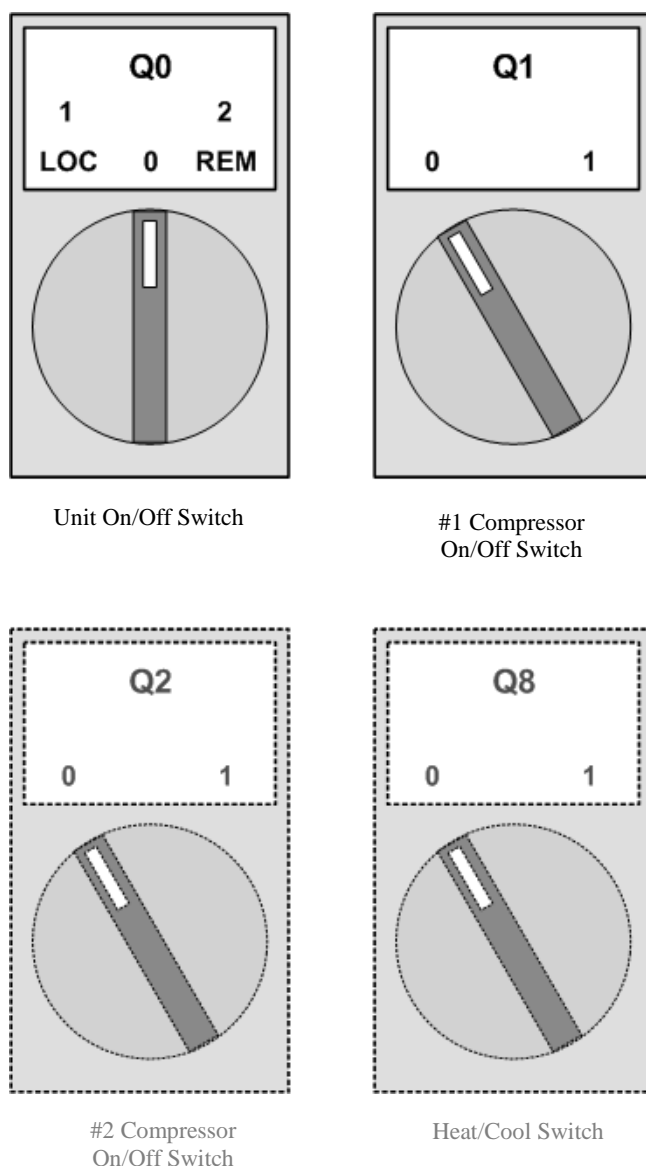 Q0
1 2
LOC 0 REM
Unit On/Off Switch
Q1
0 1
#1 Compressor
On/Off Switch
Q2
0 1
#2 Compressor
On/Off Switch
Q8
0 1
Heat/Cool Switch